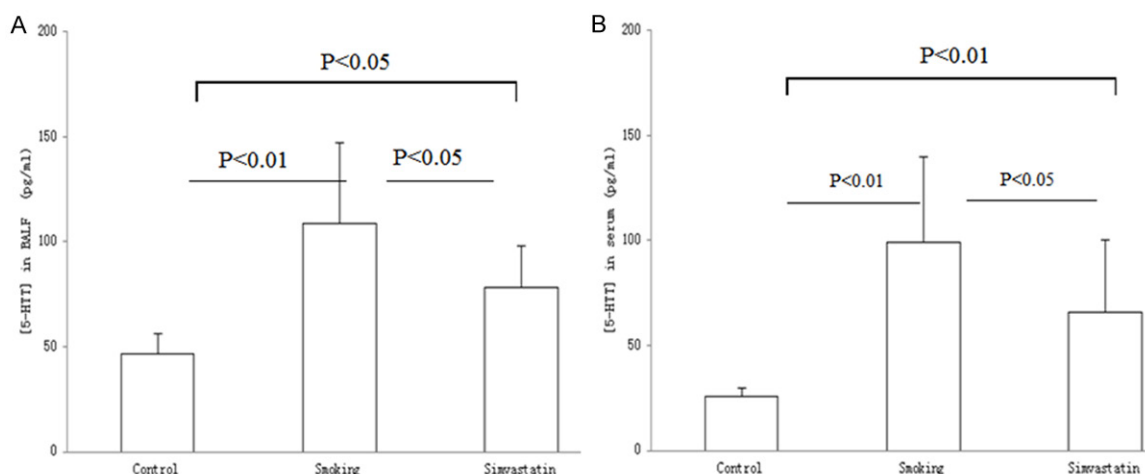 A
[5-HTT] in BALF (pg/ml)
200
150
100
50
0
P<0.05
P<0.01
P<0.05
Control
Smoking
Simvastatin
B
[5-HTT] in serum (pg/ml)
200
150
100
50
0
P<0.01
P<0.01
P<0.05
Control
Smoking
Simvastatin